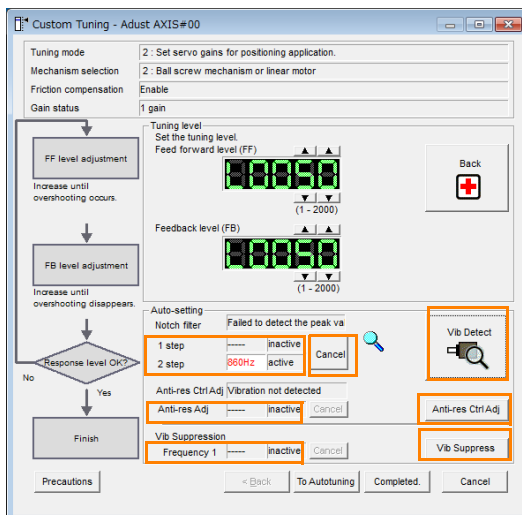 Custom Tuning - Adust AXIS#00
Tuning mode 2 : Set servo gains for positioning application.
Mechanism selection 2 : Ball screw mechanism or linear motor
Friction compensation Enable
Gain status 1 gain
FF level adjustment
Increase until
overshooting occurs.
FB level adjustment
Increase until
overshooting disappears.
Response level OK?
No
Yes
Finish
Tuning level
Set the tuning level.
Feed forward level (FF)
L0050
(1 - 2000)
Feedback level (FB)
L0050
(1 - 2000)
Back
Auto-setting
Notch filter Failed to detect the peak va
1 step ----- inactive
2 step 860Hz active
Cancel
Vib Detect
Anti-res Ctrl Adj Vibration not detected
Anti-res Adj ----- inactive Cancel
Anti-res Ctrl Adj
Vib Suppression
Frequency 1 ----- inactive Cancel
Vib Suppress
Precautions
< Back
To Autotuning
Completed.
Cancel